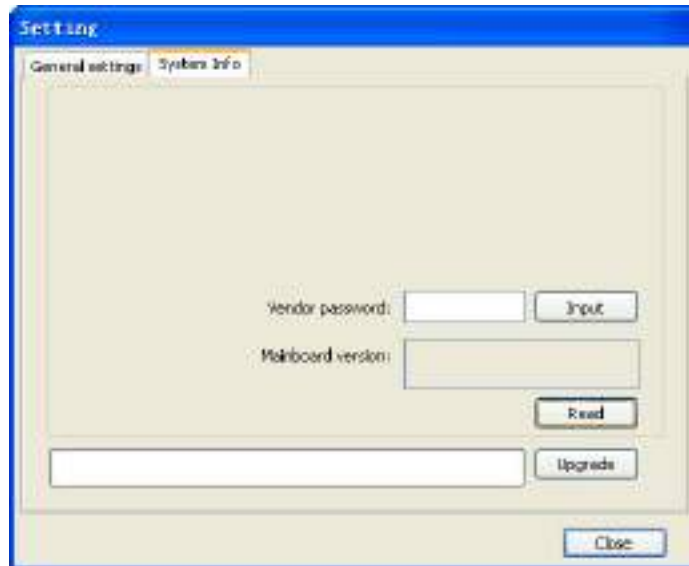 Setting
General settings System Info
Vendor password: Input
Mainboard version:
Read
Upgrade
Close